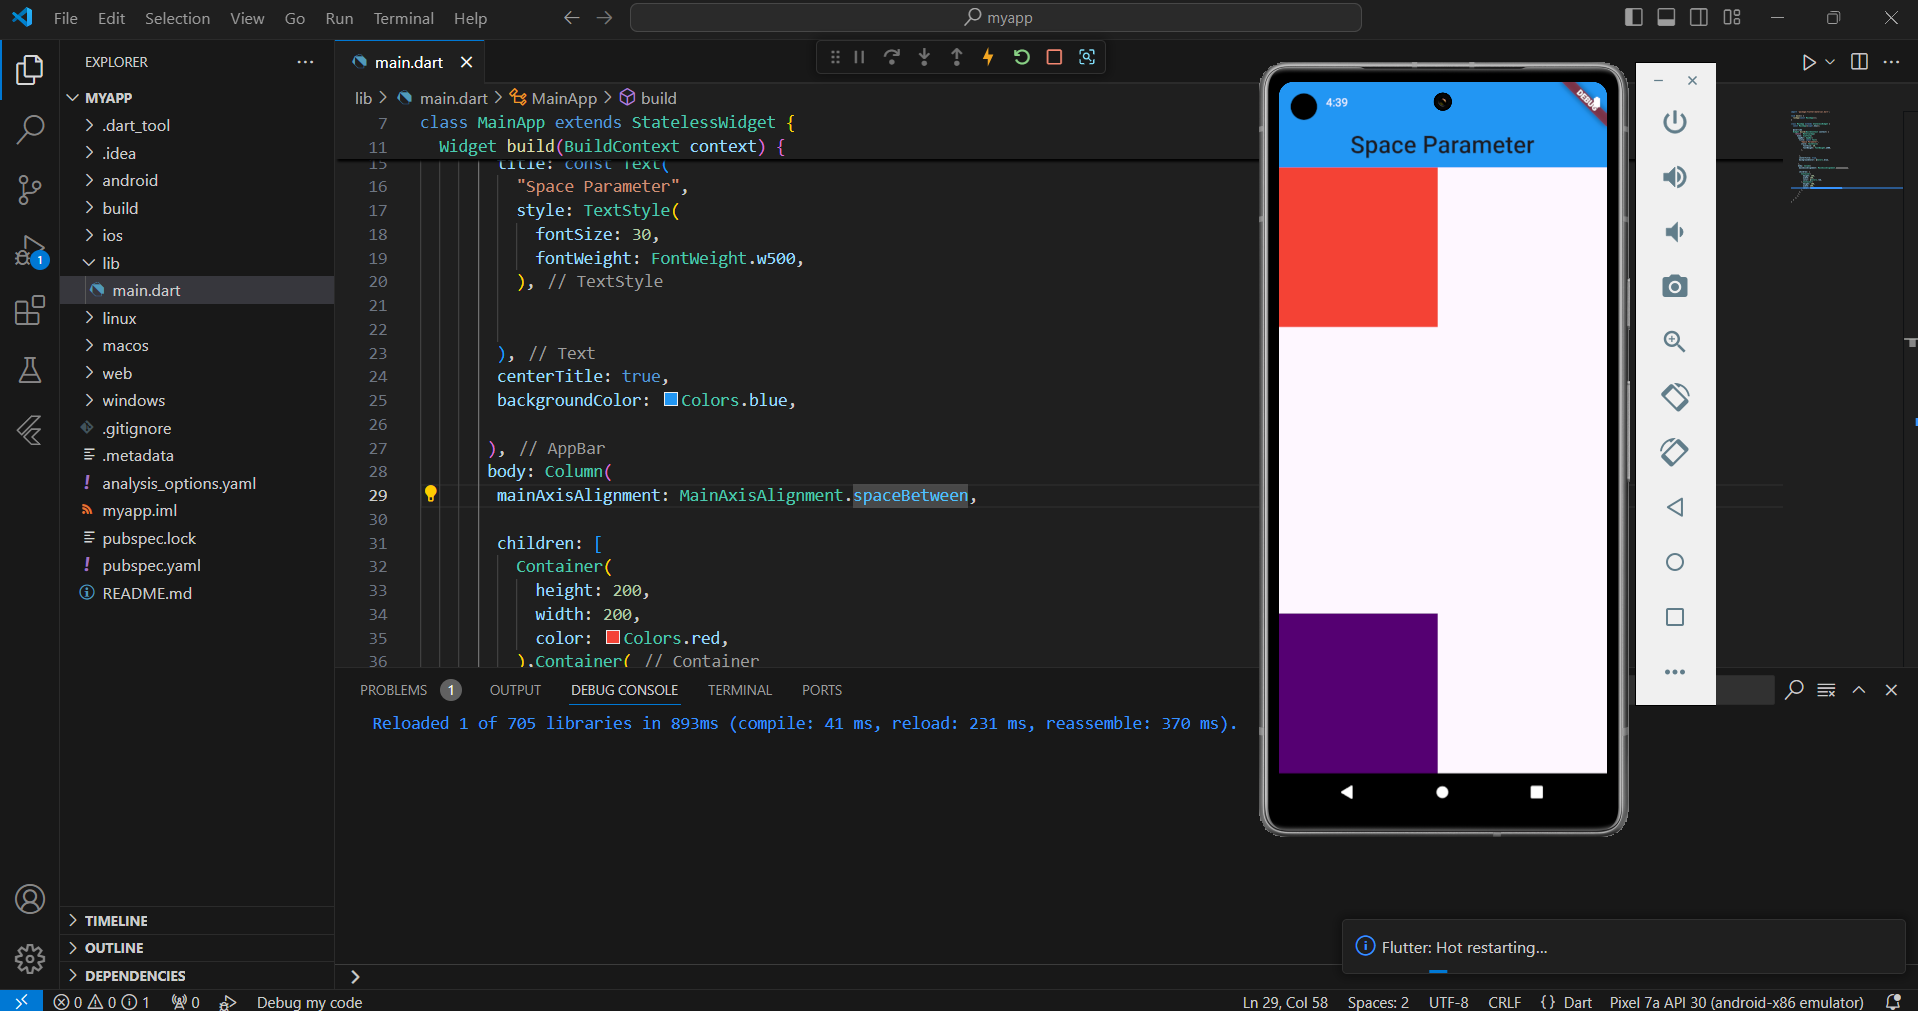 File Edit Selection View Go Run Terminal Help
myapp
EXPLORER
MYAPP
.dart_tool
.idea
android
build
ios
lib
main.dart
linux
macos
web
windows
.gitignore
.metadata
analysis_options.yaml
myapp.iml
pubspec.lock
pubspec.yaml
README.md
1
TIMELINE
OUTLINE
DEPENDENCIES
main.dart
lib > main.dart > MainApp > build
7 class MainApp extends StatelessWidget {
11 Widget build(BuildContext context) {
15 title: const Text(
16 "Space Parameter",
17 style: TextStyle(
18 fontSize: 30,
19 fontWeight: FontWeight.w500,
20 ), // TextStyle
21
22
23 ), // Text
24 centerTitle: true,
25 backgroundColor: Colors.blue,
26
27 ), // AppBar
28 body: Column(
29 mainAxisAlignment: MainAxisAlignment.spaceBetween,
30
31 children: [
32 Container(
33 height: 200,
34 width: 200,
35 color: Colors.red,
36 ),Container( // Container
PROBLEMS 1 OUTPUT DEBUG CONSOLE TERMINAL PORTS
Reloaded 1 of 705 libraries in 893ms (compile: 41 ms, reload: 231 ms, reassemble: 370 ms).
4:39
DEBUG
Space Parameter
Flutter: Hot restarting...
0 0 1 0 Debug my code
Ln 29, Col 58 Spaces: 2 UTF-8 CRLF {} Dart Pixel 7a API 30 (android-x86 emulator)